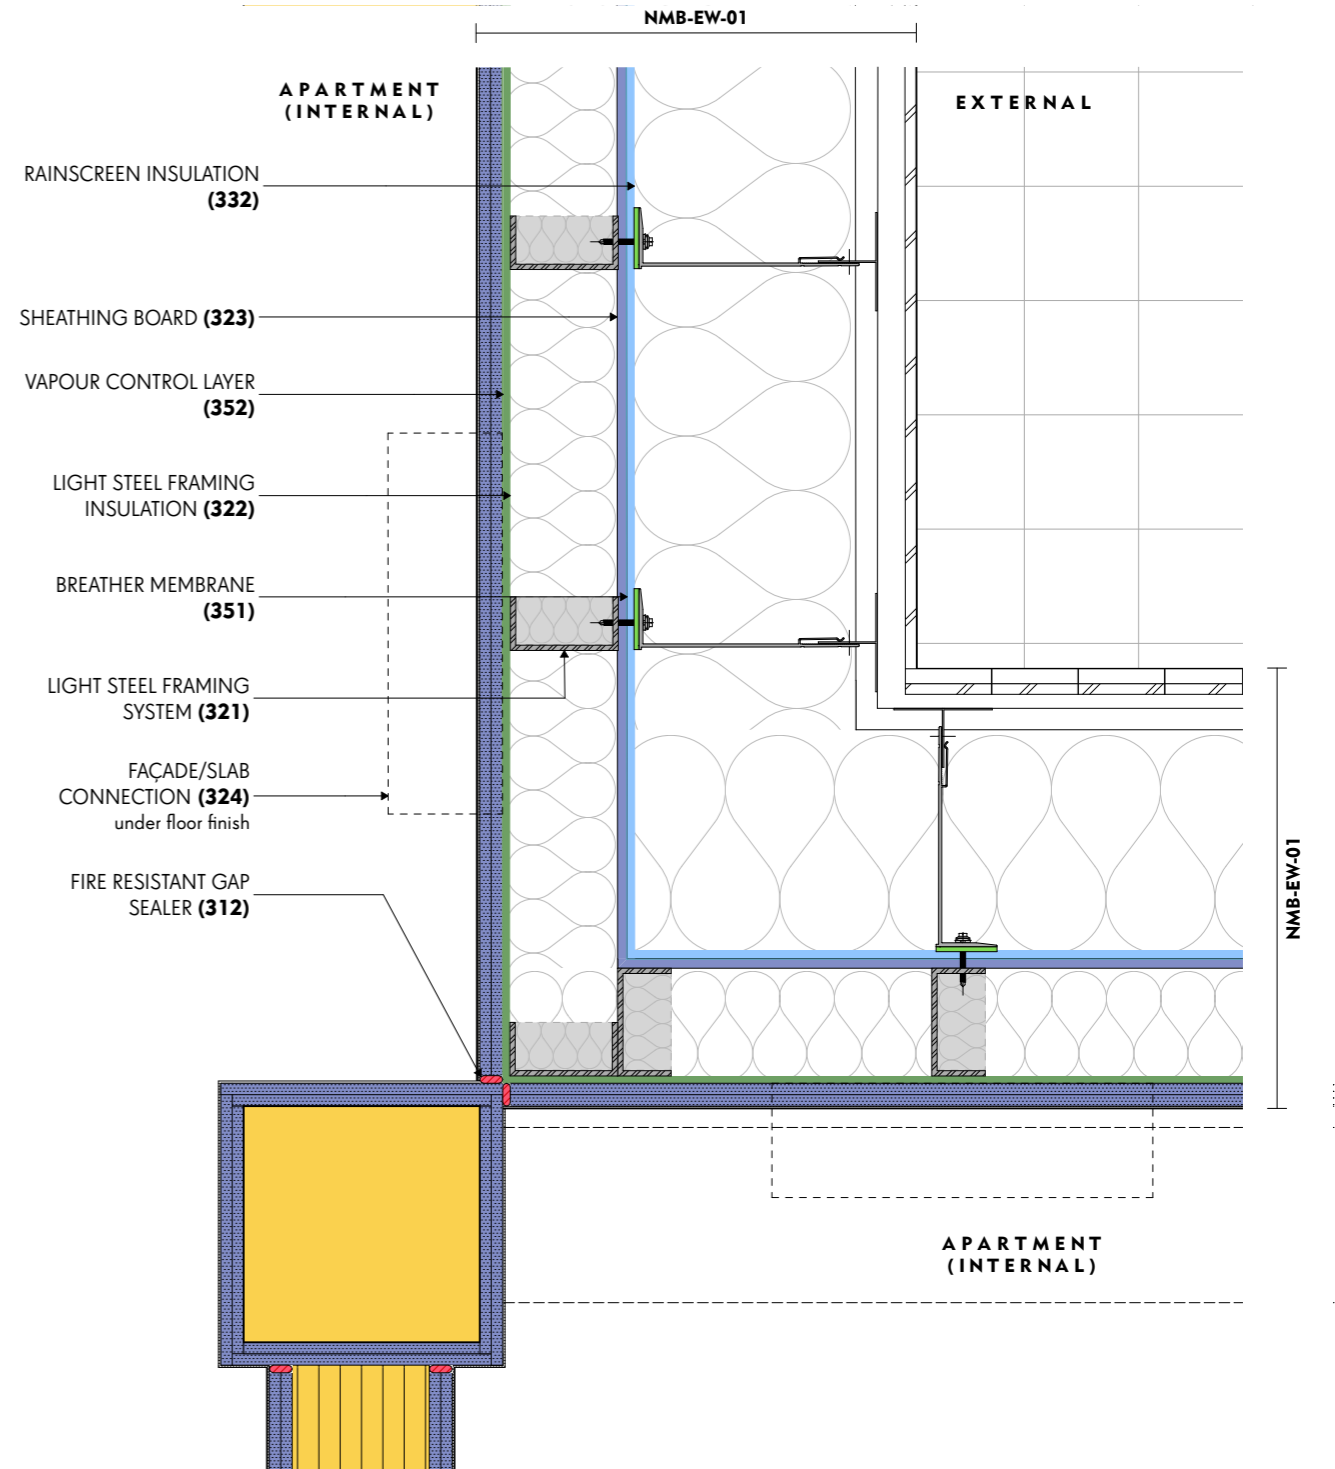 NMB-EW-01
APARTMENT
(INTERNAL)
EXTERNAL
RAINSCREEN INSULATION
(332)
SHEATHING BOARD (323)
VAPOUR CONTROL LAYER
(352)
LIGHT STEEL FRAMING
INSULATION (322)
BREATHER MEMBRANE
(351)
LIGHT STEEL FRAMING
SYSTEM (321)
FAÇADE/SLAB
CONNECTION (324)
under floor finish
FIRE RESISTANT GAP
SEALER (312)
NMB-EW-01
APARTMENT
(INTERNAL)